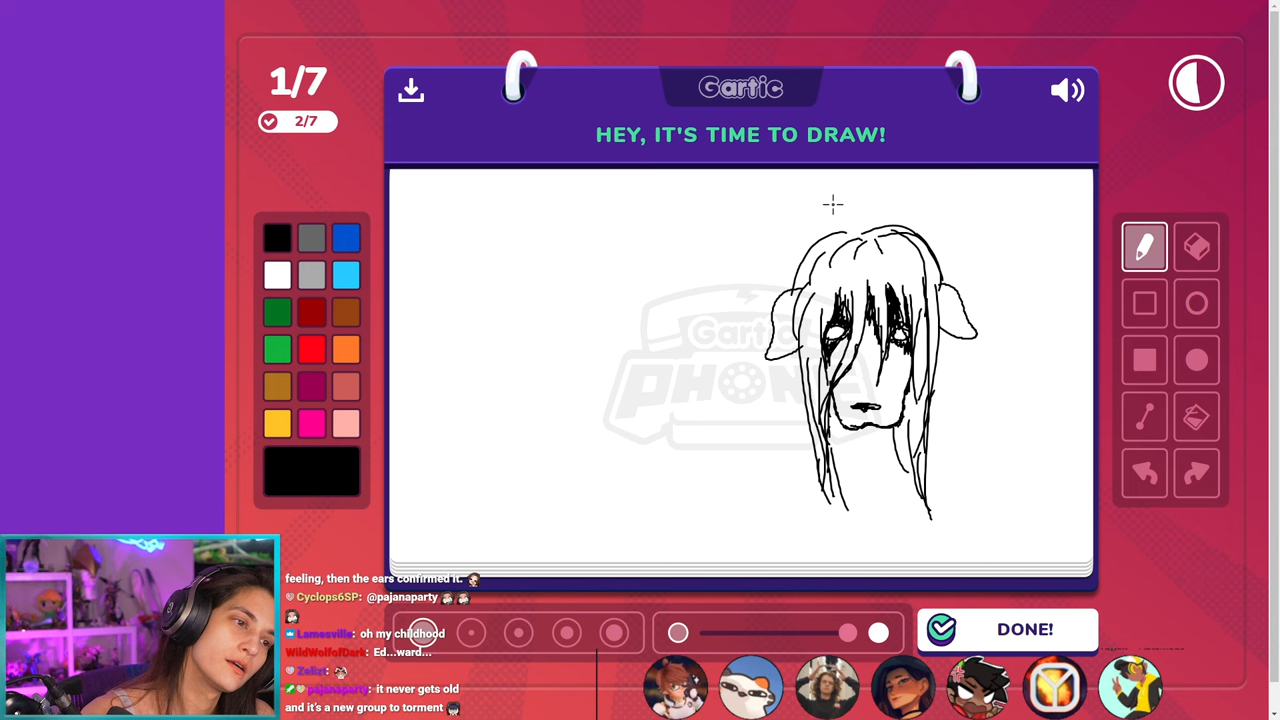 1/7
2/7
Gartic
HEY, IT'S TIME TO DRAW!
Gartic
PHONE
feeling, then the ears confirmed it.
Cyclops6SP: @pajanaparty
Lamesville: oh my childhood
WildWolfofDark: Ed...ward...
Zelizt:
pajanaparty: it never gets old
and it's a new group to torment
DONE!